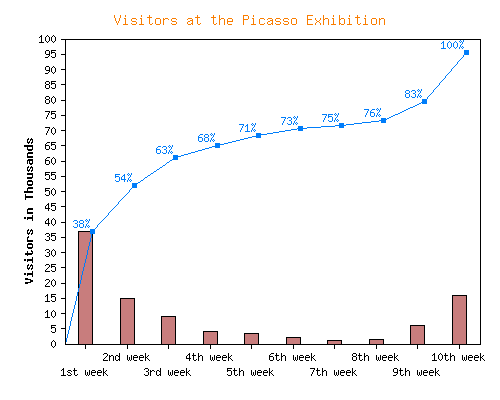 Visitors at the Picasso Exhibition
Visitors in Thousands
100
95
90
85
80
75
70
65
60
55
50
45
40
35
30
25
20
15
10
5
0
38%
54%
63%
68%
71%
73%
75%
76%
83%
100%
1st week
2nd week
3rd week
4th week
5th week
6th week
7th week
8th week
9th week
10th week